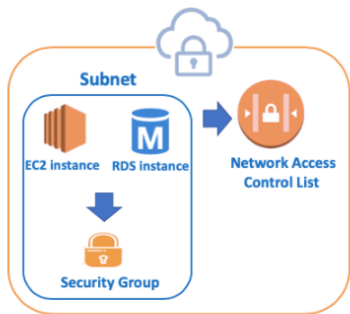 Subnet
M
EC2 instance
RDS instance
Network Access
Control List
Security Group